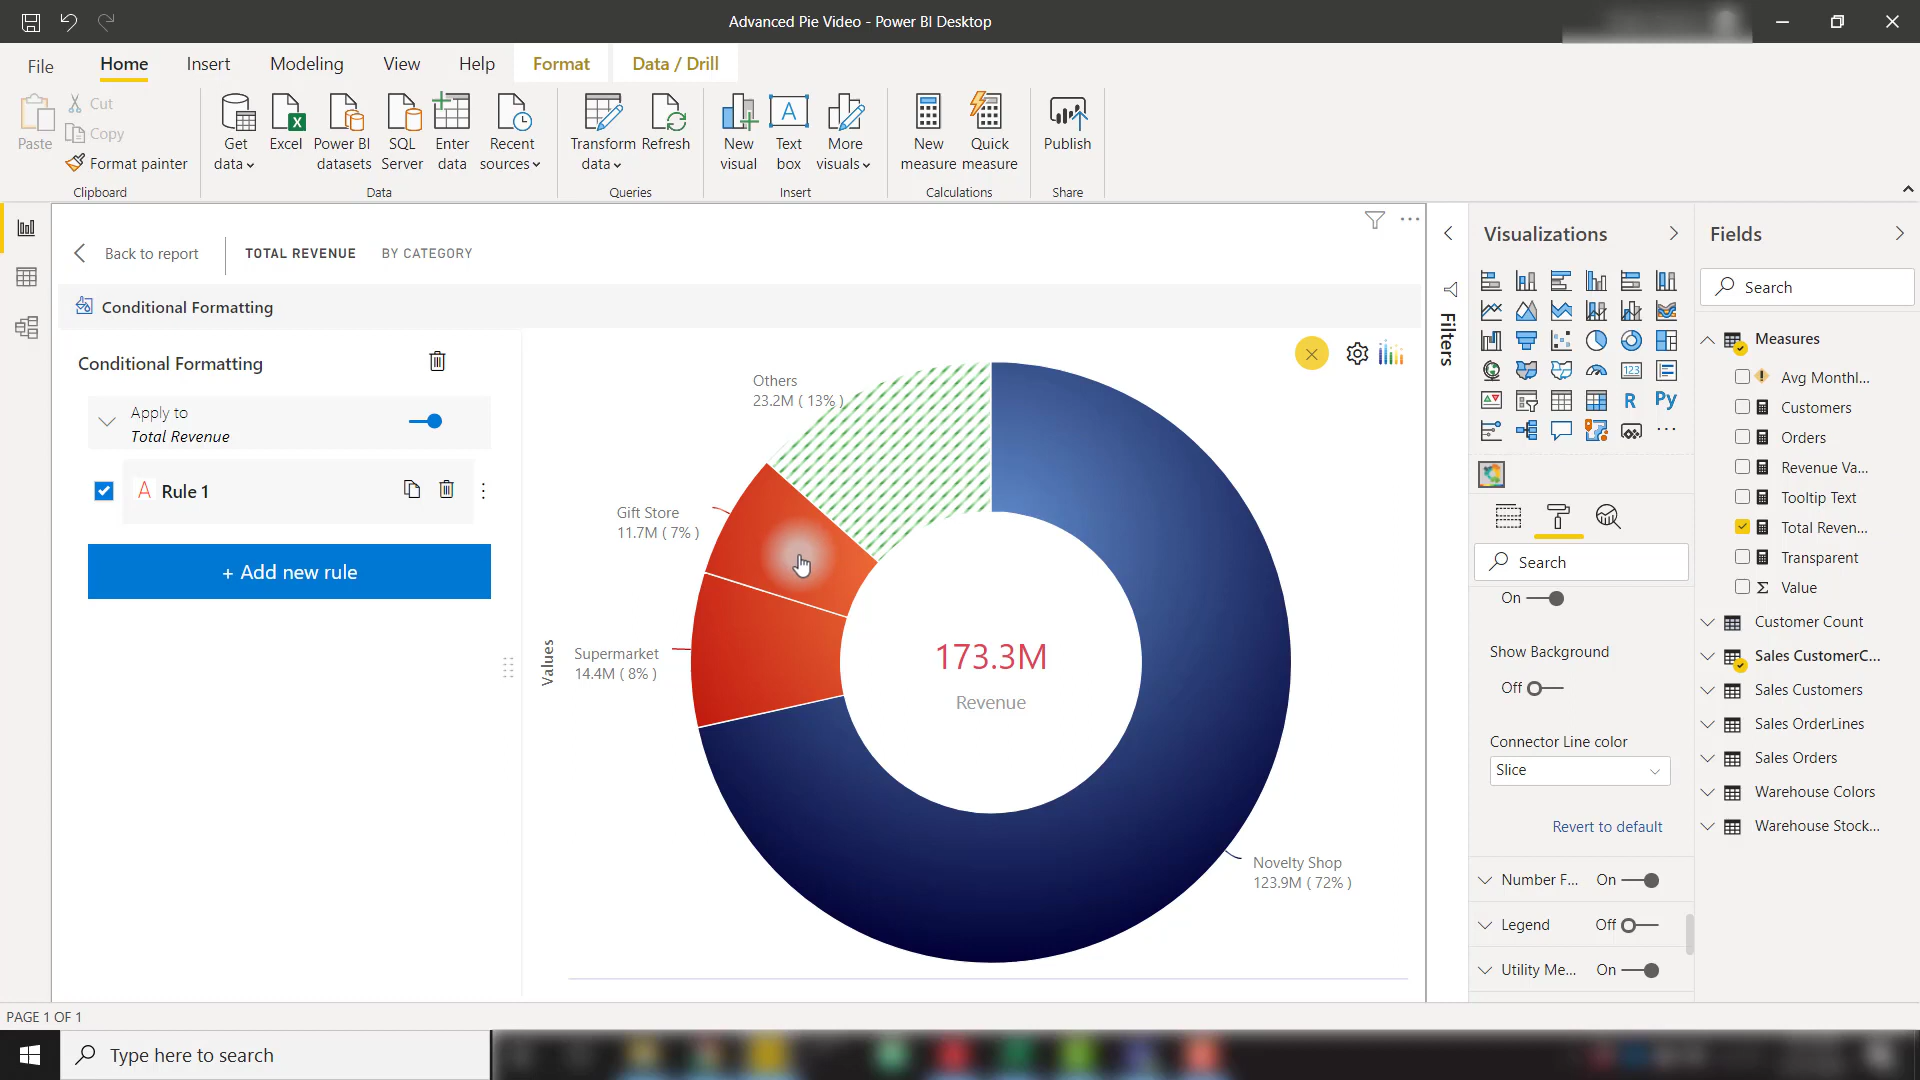 Advanced Pie Video - Power BI Desktop
File
Home
Insert
Modeling
View
Help
Format
Data / Drill
Paste
Cut
Copy
Format painter
Clipboard
Get
data
Excel
Power BI
datasets
SQL
Server
Enter
data
Recent
sources
Data
Transform
data
Refresh
Queries
New
visual
A
Text
box
More
visuals
Insert
New
measure
Quick
measure
Calculations
Publish
Share
Back to report
TOTAL REVENUE
BY CATEGORY
Conditional Formatting
Conditional Formatting
Apply to
Total Revenue
A
Rule 1
+ Add new rule
Values
Others
23.2M ( 13% )
Gift Store
11.7M ( 7% )
Supermarket
14.4M ( 8% )
173.3M
Revenue
Novelty Shop
123.9M ( 72% )
Filters
Visualizations
123
R
Py
Search
On
Show Background
Off
Connector Line color
Slice
Revert to default
Number F...
On
Legend
Off
Utility Me...
On
Fields
Search
Measures
Avg Monthl...
Customers
Orders
Revenue Va...
Tooltip Text
Total Reven...
Transparent
Σ Value
Customer Count
Sales CustomerC...
Sales Customers
Sales OrderLines
Sales Orders
Warehouse Colors
Warehouse Stock...
PAGE 1 OF 1
Type here to search